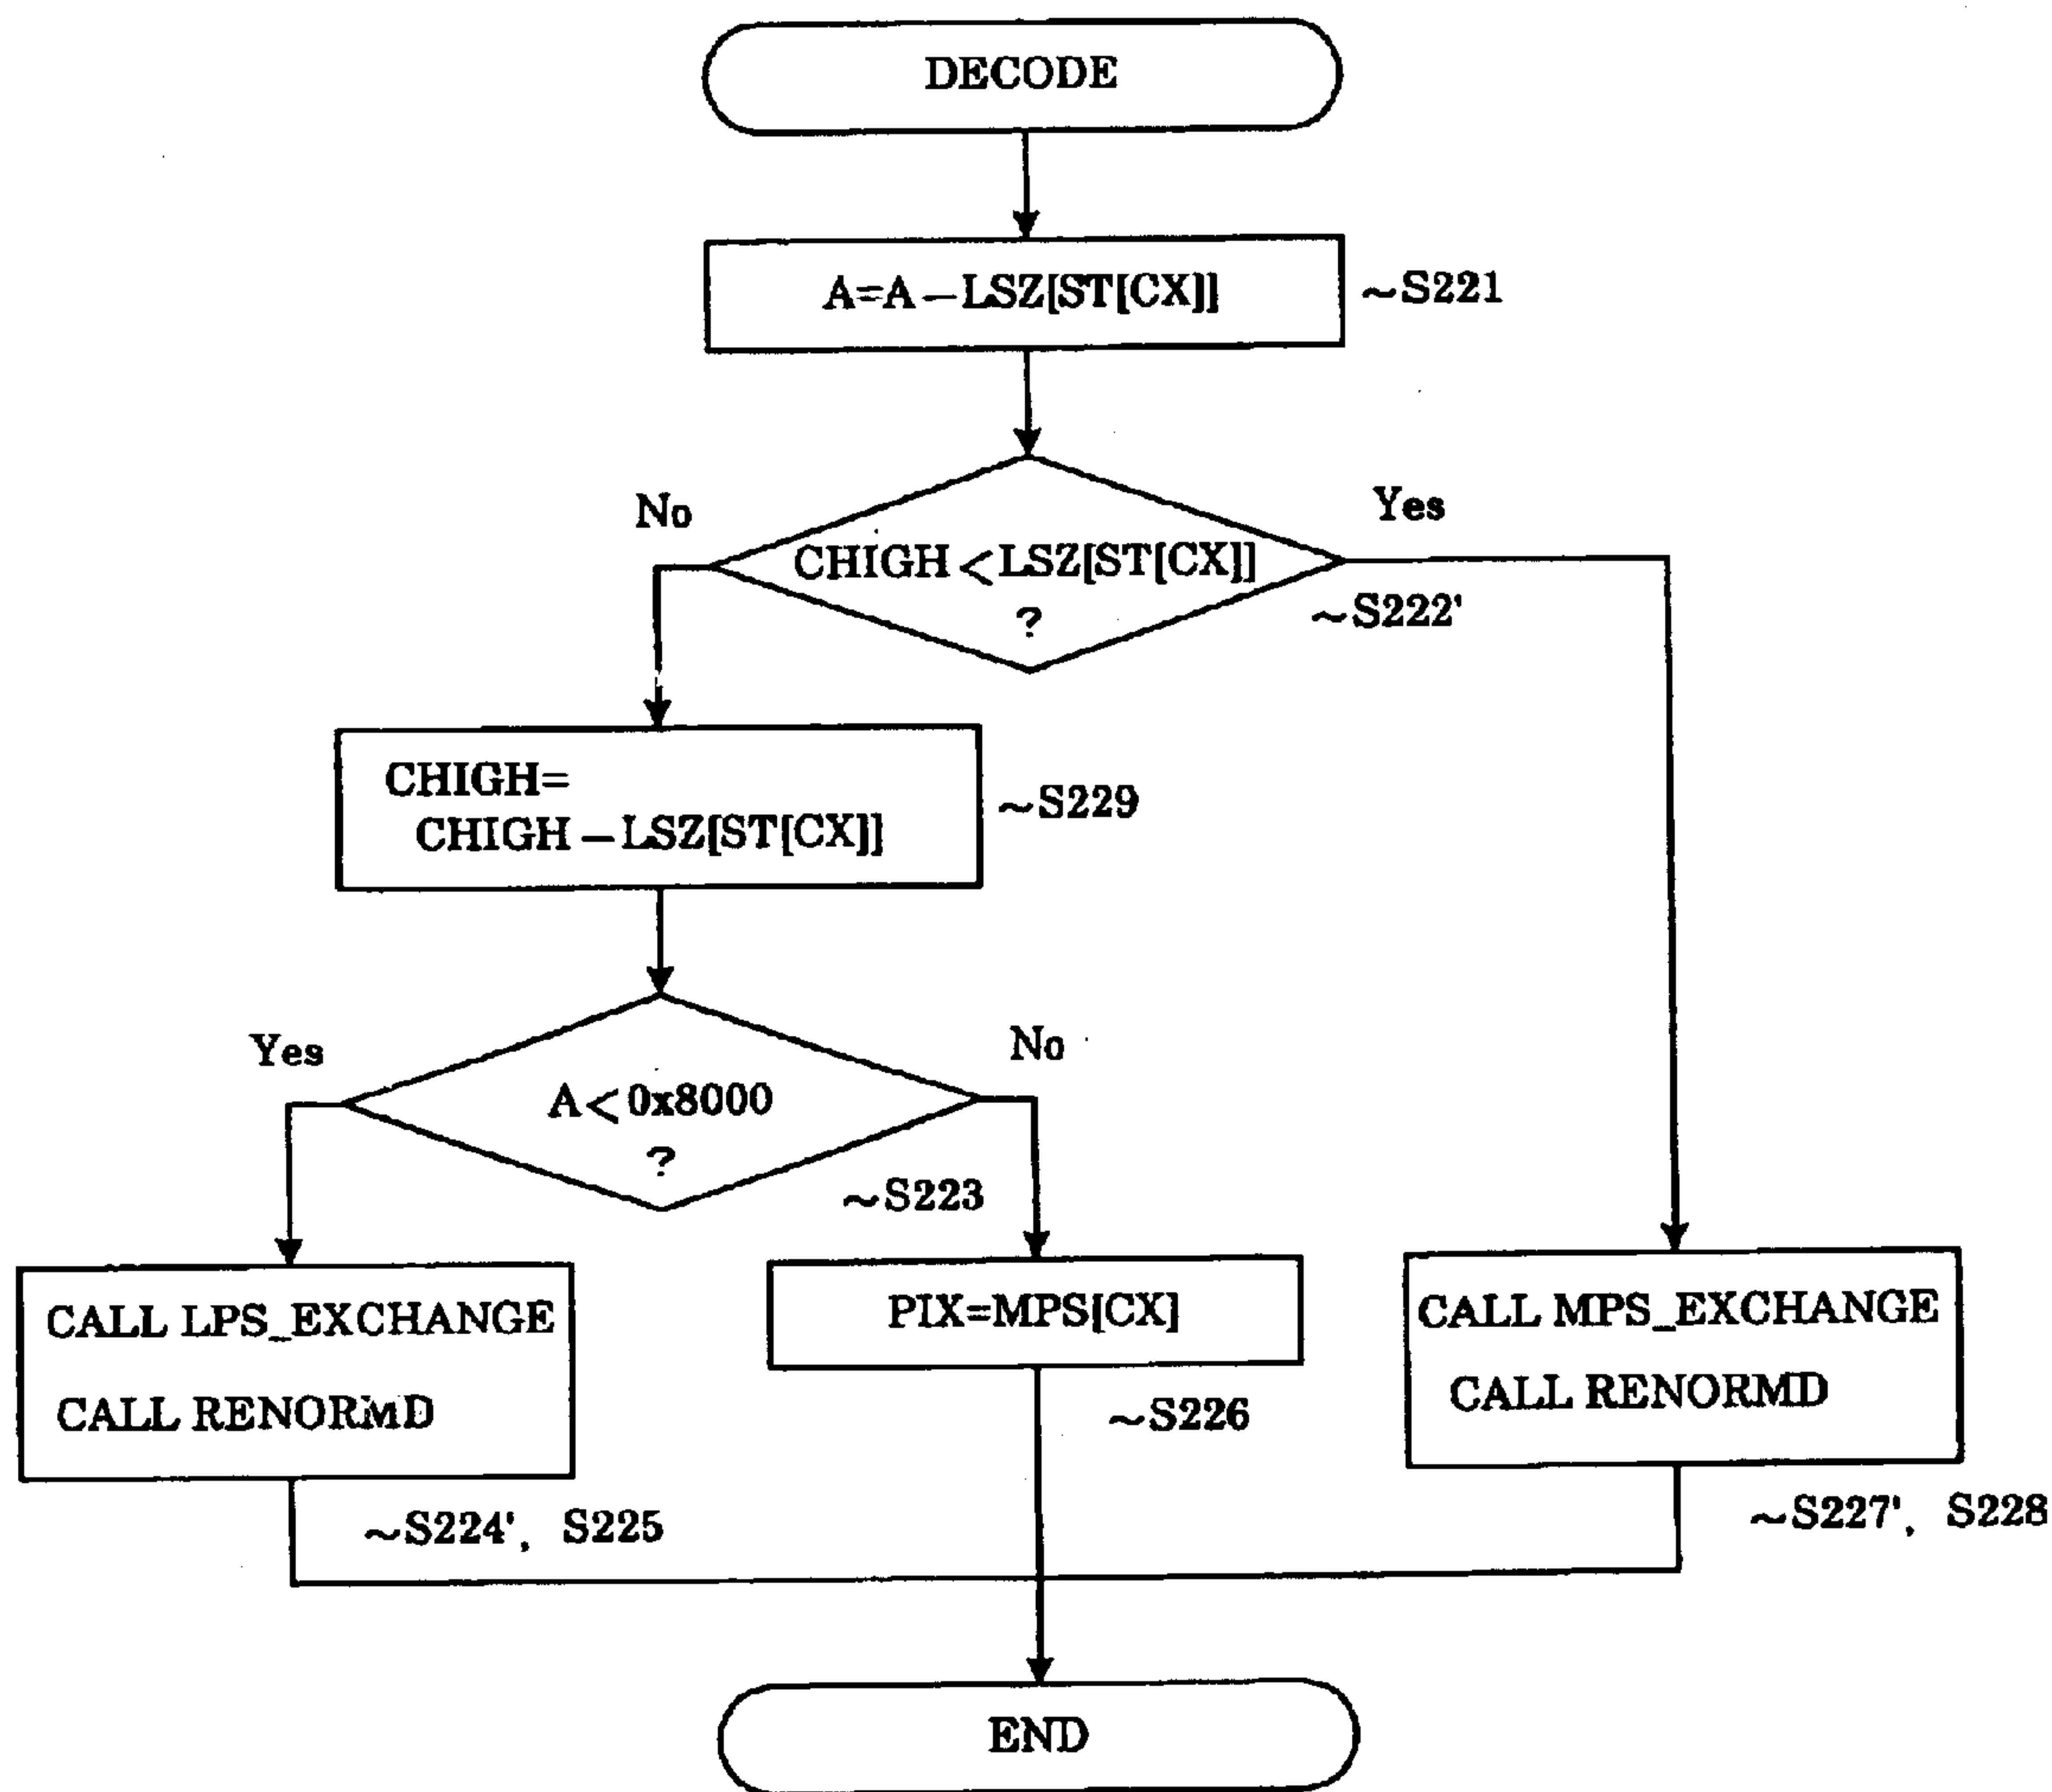 DECODE
A=A−LSZ[ST[CX]]
~S221
No
Yes
CHIGH<LSZ[ST[CX]]
?
~S222'
CHIGH=
CHIGH−LSZ[ST[CX]]
~S229
Yes
No
A<0x8000
?
~S223
CALL LPS_EXCHANGE
CALL RENORMD
~S224', S225
PIX=MPS[CX]
~S226
CALL MPS_EXCHANGE
CALL RENORMD
~S227', S228
END